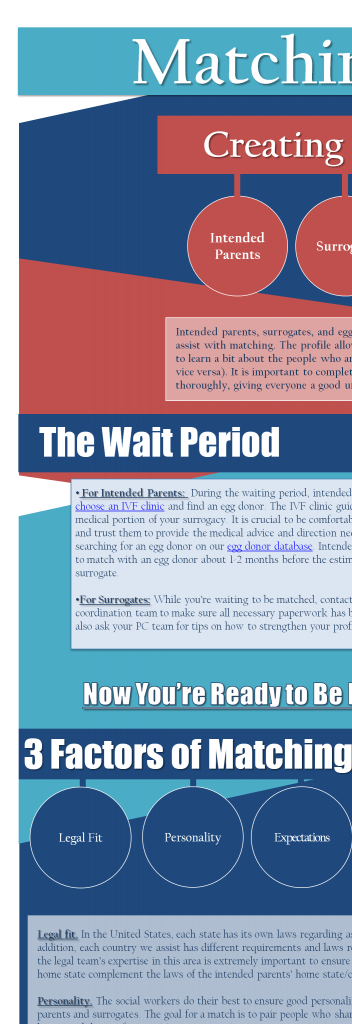 Matchin
Creating
Intended
Parents
Surrog
Intended parents, surrogates, and egg
assist with matching. The profile allow
to learn a bit about the people who ar
vice versa). It is important to complet
thoroughly, giving everyone a good u
The Wait Period
• For Intended Parents: During the waiting period, intended
choose an IVF clinic and find an egg donor. The IVF clinic guid
medical portion of your surrogacy. It is crucial to be comfortab
and trust them to provide the medical advice and direction nee
searching for an egg donor on our egg donor database. Intende
to match with an egg donor about 1-2 months before the estim
surrogate.
•For Surrogates: While you're waiting to be matched, contact
coordination team to make sure all necessary paperwork has b
also ask your PC team for tips on how to strengthen your prof
Now You're Ready to Be
3 Factors of Matching
Legal Fit
Personality
Expectations
Legal fit. In the United States, each state has its own laws regarding as
addition, each country we assist has different requirements and laws re
the legal team's expertise in this area is extremely important to ensure
home state complement the laws of the intended parents' home state/c
Personality. The social workers do their best to ensure good personali
parents and surrogates. The goal for a match is to pair people who shar